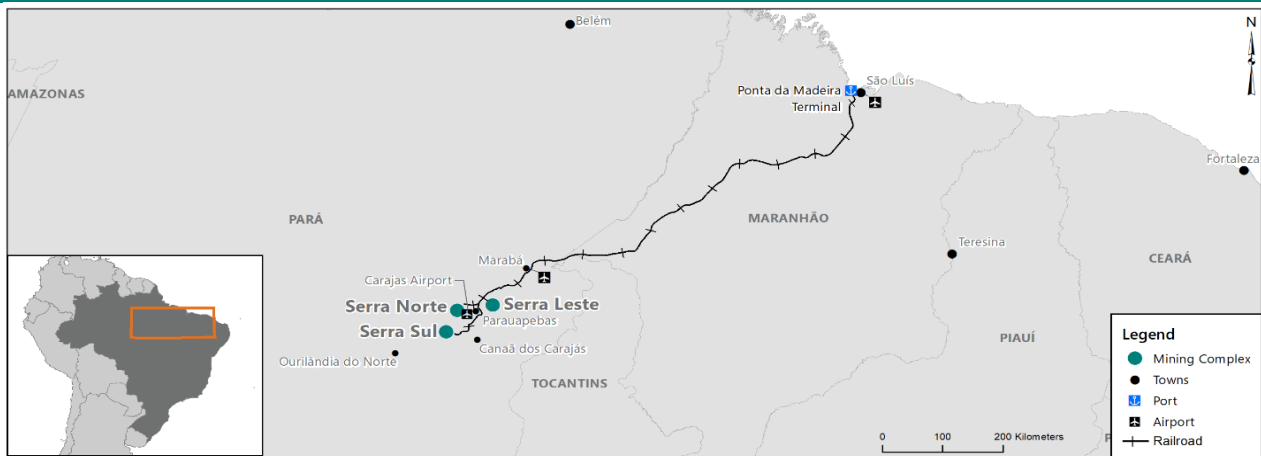 Belém
N
AMAZONAS
São Luís
Ponta da Madeira
Terminal
Fortaleza
PARÁ
MARANHÃO
Teresina
CEARÁ
Marabá
Carajas Airport
Serra Norte
Serra Leste
Parauapebas
Serra Sul
Canaã dos Carajás
Ourilândia do Norte
TOCANTINS
PIAUÍ
Legend
Mining Complex
Towns
Port
Airport
Railroad
0 100 200 Kilometers
P